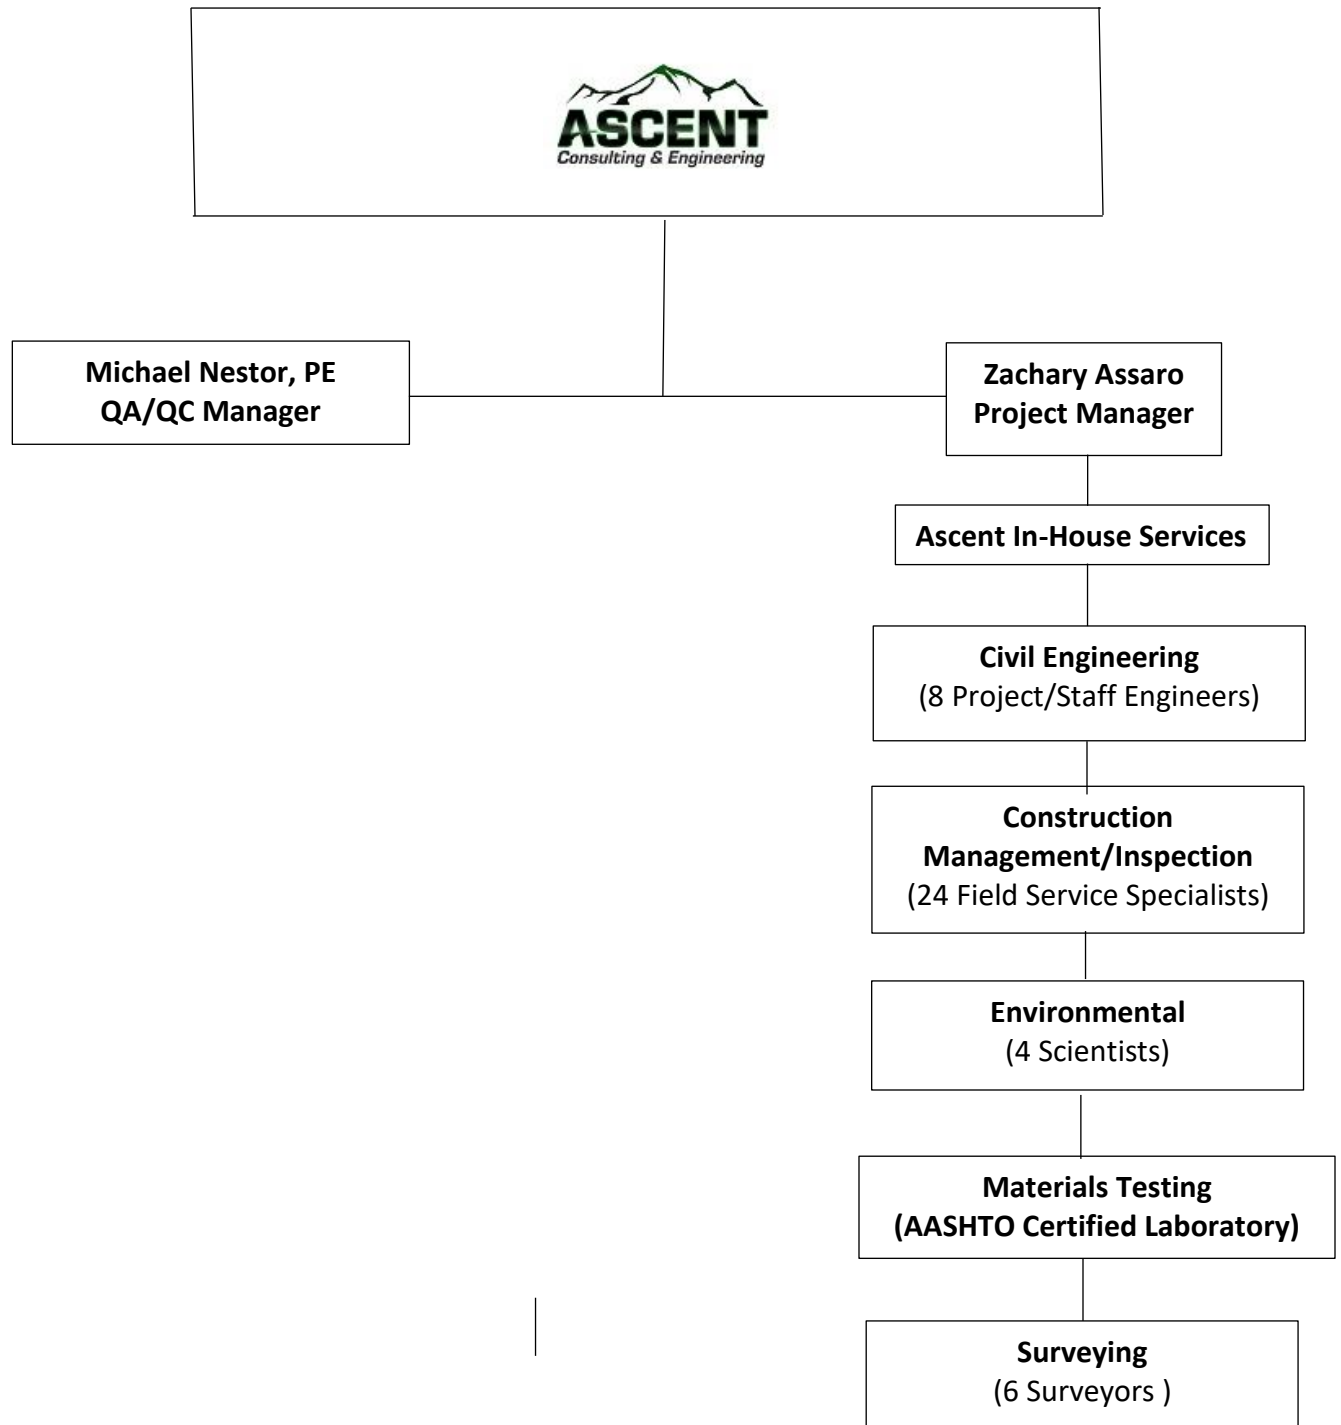 ASCENT
Consulting & Engineering
Michael Nestor, PE
QA/QC Manager
Zachary Assaro
Project Manager
Ascent In-House Services
Civil Engineering
(8 Project/Staff Engineers)
Construction
Management/Inspection
(24 Field Service Specialists)
Environmental
(4 Scientists)
Materials Testing
(AASHTO Certified Laboratory)
Surveying
(6 Surveyors )